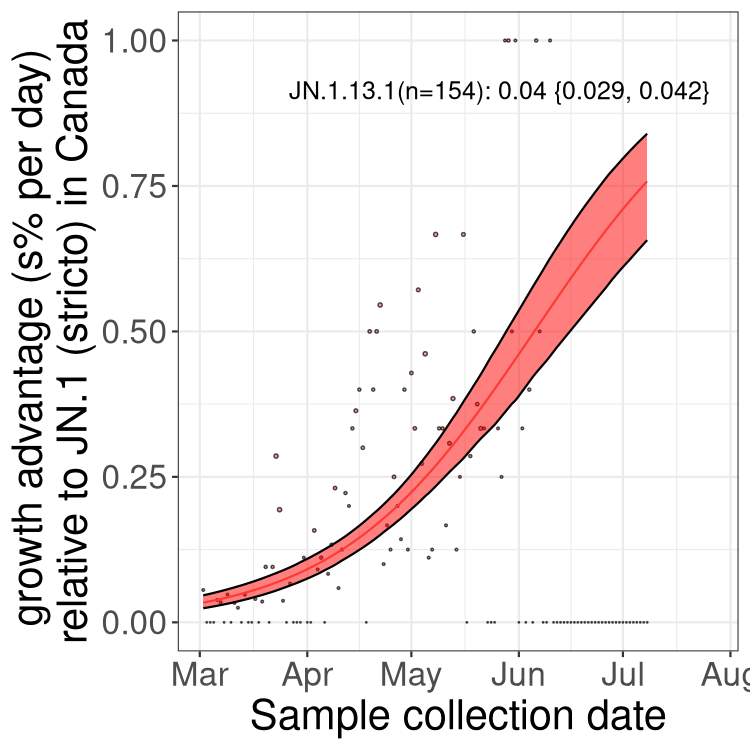 growth advantage (s% per day)
relative to JN.1 (stricto) in Canada
1.00
0.75
0.50
0.25
0.00
JN.1.13.1(n=154): 0.04 {0.029, 0.042}
Mar Apr May Jun Jul Aug
Sample collection date